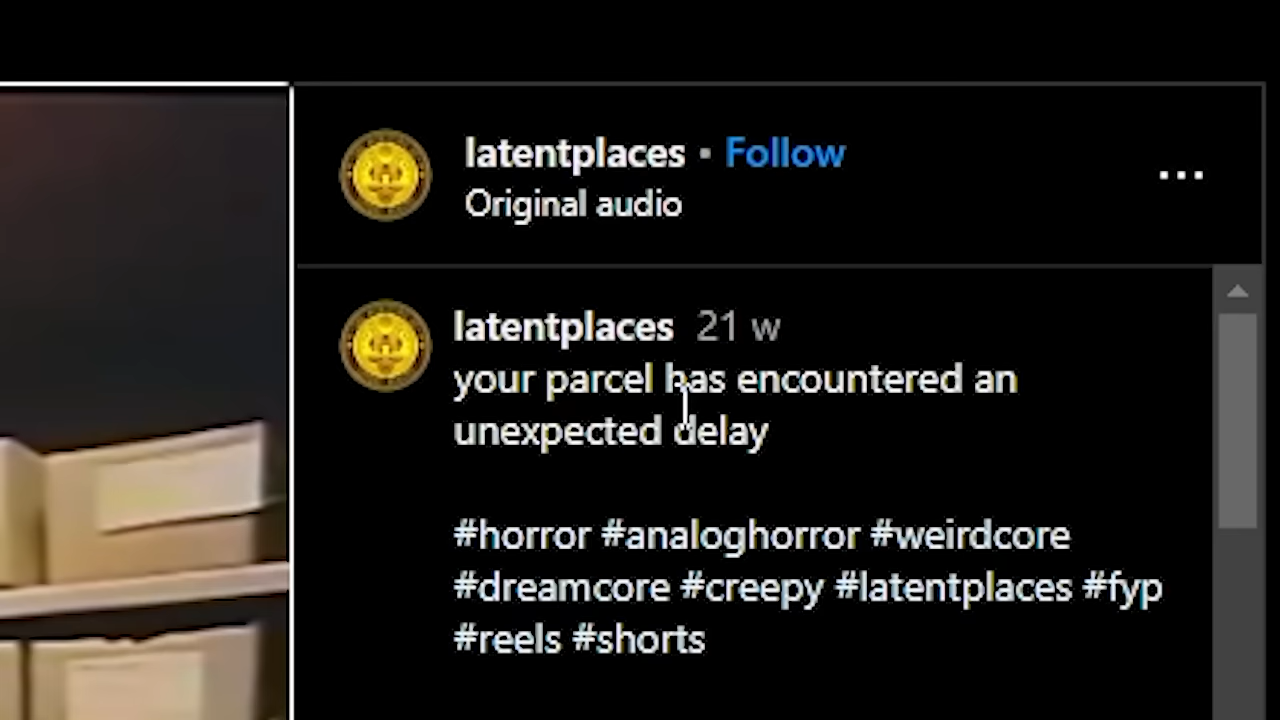 latentplaces • Follow
Original audio
latentplaces 21 w
your parcel has encountered an
unexpected delay
#horror #analoghorror #weirdcore
#dreamcore #creepy #latentplaces #fyp
#reels #shorts